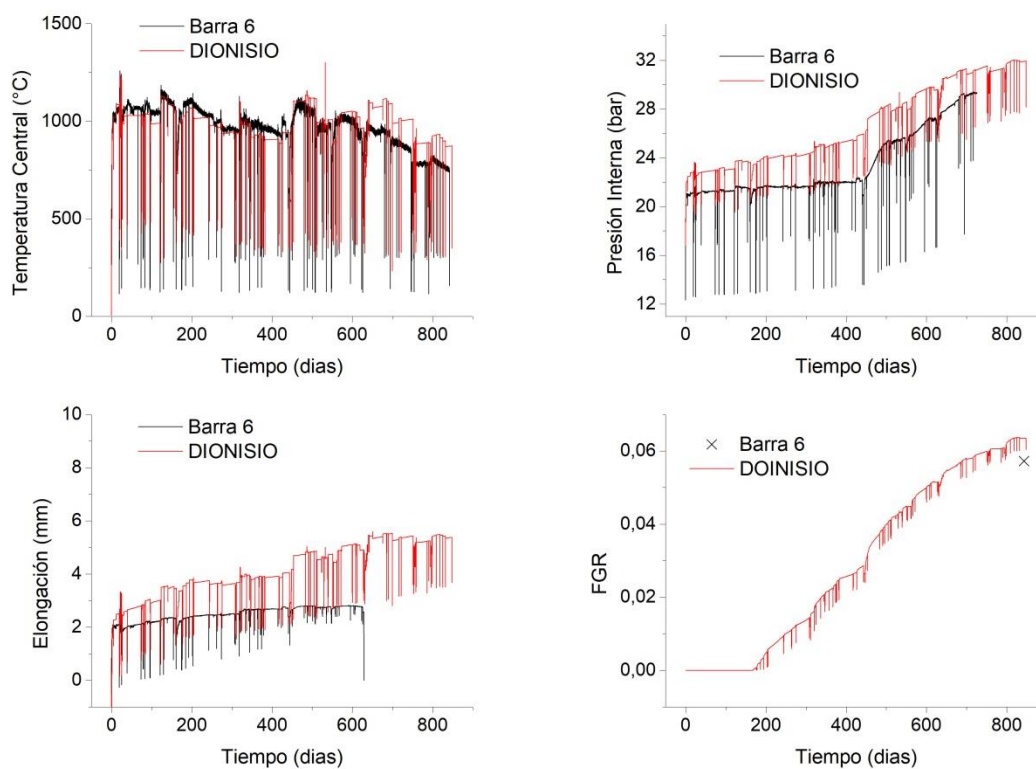 1500
1000
500
0
Temperatura Central (°C)
Barra 6
DIONISIO
0
200
400
600
800
Tiempo (dias)
32
28
24
20
16
12
Presión Interna (bar)
Barra 6
DIONISIO
0
200
400
600
800
Tiempo (dias)
10
8
6
4
2
0
Elongación (mm)
Barra 6
DIONISIO
0
200
400
600
800
Tiempo (dias)
0,06
0,04
0,02
0,00
FGR
Barra 6
DOINISIO
0
200
400
600
800
Tiempo (dias)